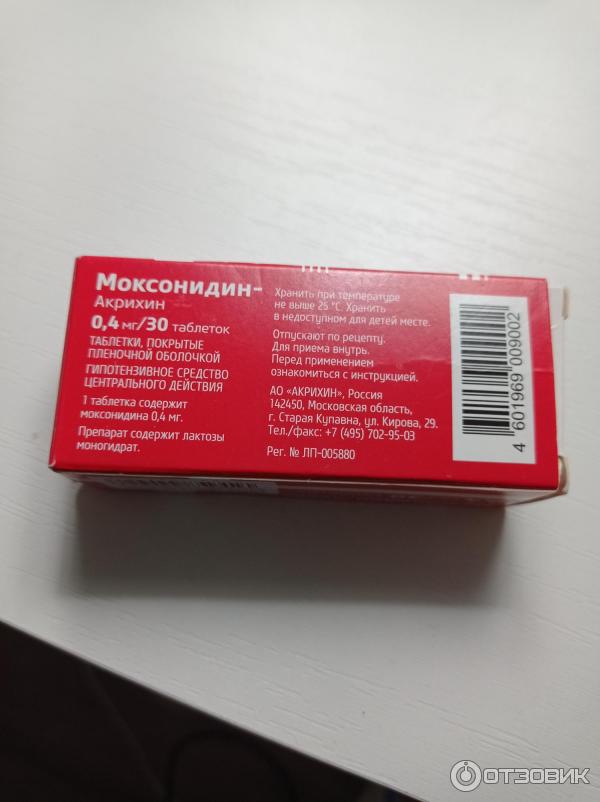 Моксонидин-
Акрихин
0,4 мг/30 таблеток
ТАБЛЕТКИ, ПОКРЫТЫЕ
ПЛЕНОЧНОЙ ОБОЛОЧКОЙ
ГИПОТЕНЗИВНОЕ СРЕДСТВО
ЦЕНТРАЛЬНОГО ДЕЙСТВИЯ
1 таблетка содержит
моксонидина 0,4 мг.
Препарат содержит лактозы
моногидрат.
Хранить при температуре
не выше 25 °C. Хранить
в недоступном для детей месте.
Отпускают по рецепту.
Для приема внутрь.
Перед применением
ознакомиться с инструкцией.
АО «АКРИХИН», Россия
142450, Московская область,
г. Старая Купавна, ул. Кирова, 29.
Тел./факс: +7 (495) 702-95-03
Рег. № ЛП-005880
4 601969 009002
ОТЗОВИК